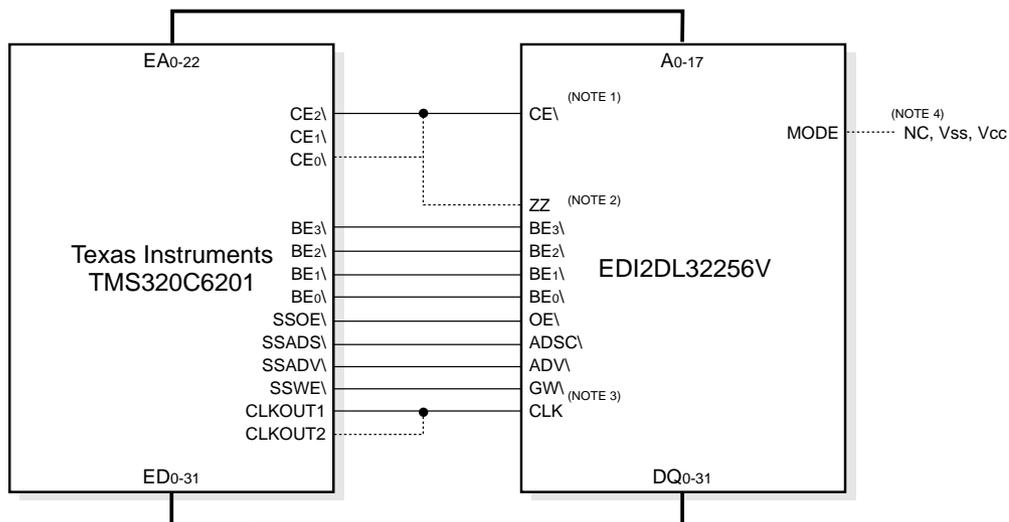 EA0-22
CE2\
CE1\
CE0\
BE3\
BE2\
BE1\
BE0\
SSOE\
SSADS\
SSADV\
SSWE\
CLKOUT1
CLKOUT2
Texas Instruments
TMS320C6201
ED0-31
A0-17
CE\ (NOTE 1)
ZZ (NOTE 2)
BE3\
BE2\
BE1\
BE0\
OE\
ADSC\
ADV\
GW\
CLK (NOTE 3)
EDI2DL32256V
MODE
(NOTE 4)
NC, Vss, Vcc
DQ0-31